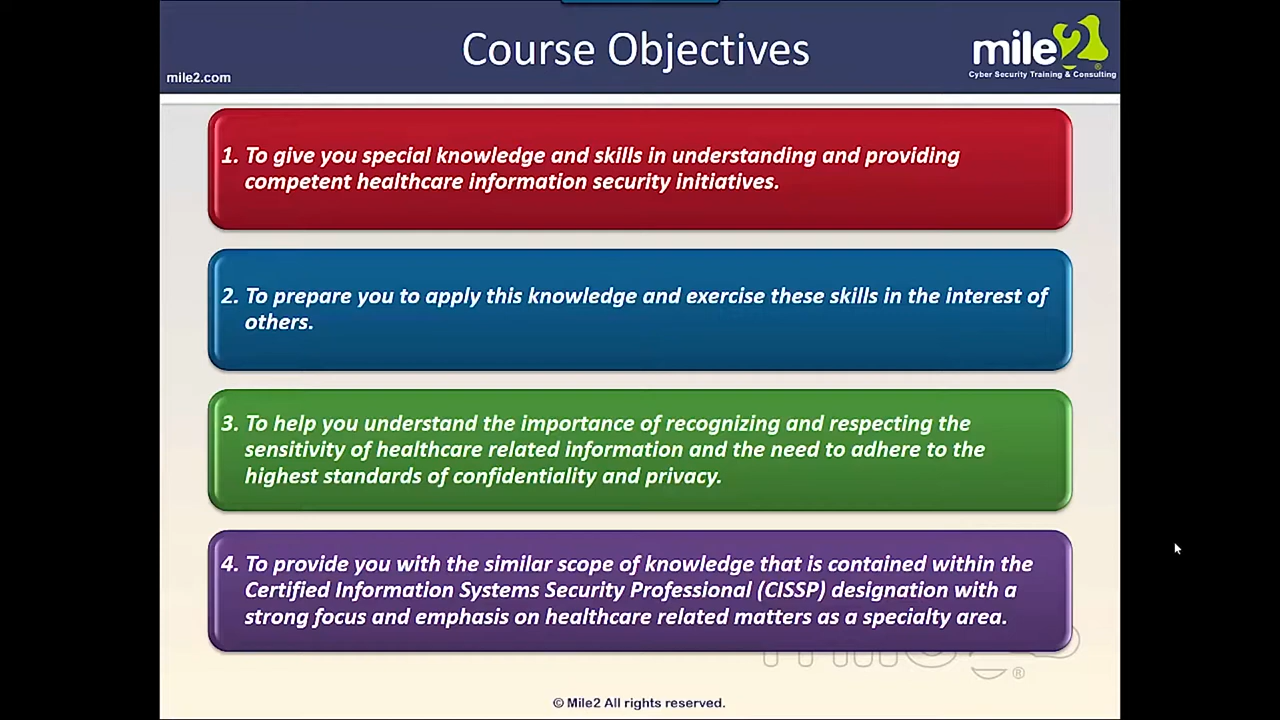 Course Objectives
mile2
®
Cyber Security Training & Consulting
mile2.com
1. To give you special knowledge and skills in understanding and providing
competent healthcare information security initiatives.
2. To prepare you to apply this knowledge and exercise these skills in the interest of
others.
3. To help you understand the importance of recognizing and respecting the
sensitivity of healthcare related information and the need to adhere to the
highest standards of confidentiality and privacy.
4. To provide you with the similar scope of knowledge that is contained within the
Certified Information Systems Security Professional (CISSP) designation with a
strong focus and emphasis on healthcare related matters as a specialty area.
®
© Mile2 All rights reserved.